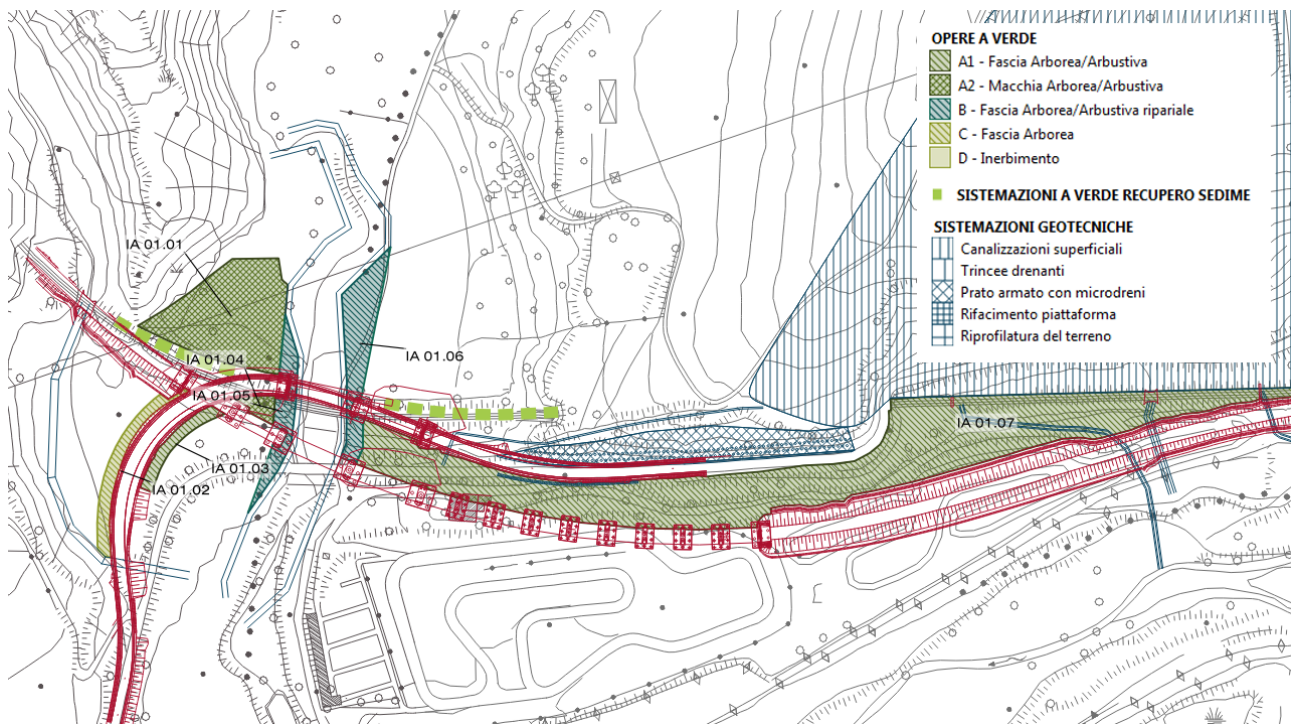 OPERE A VERDE
A1 - Fascia Arborea/Arbustiva
A2 - Macchia Arborea/Arbustiva
B - Fascia Arborea/Arbustiva ripariale
C - Fascia Arborea
D - Inerbimento
SISTEMAZIONI A VERDE RECUPERO SEDIME
SISTEMAZIONI GEOTECNICHE
Canalizzazioni superficiali
Trincee drenanti
Prato armato con microdreni
Rifacimento piattaforma
Riprofilatura del terreno
IA 01.01
IA 01.04
IA 01.06
IA 01.05
IA 01.07
IA 01.03
IA 01.02